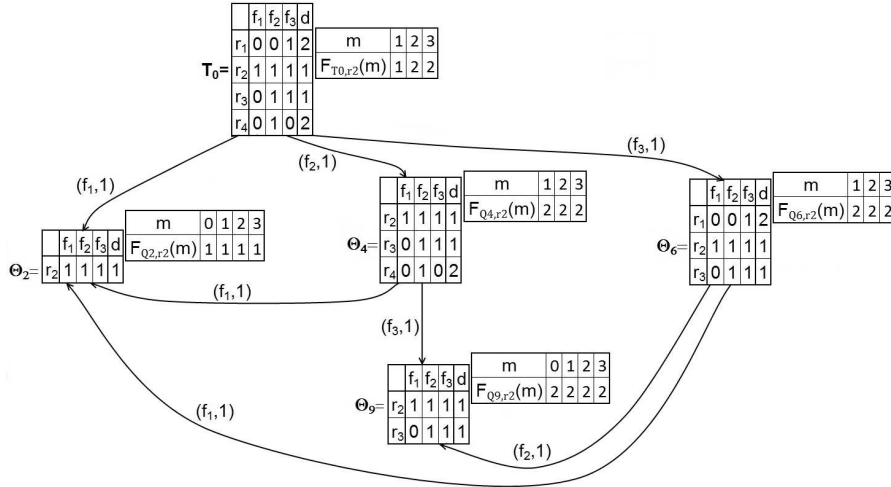 f₁ f₂ f₃ d
r₁ 0 0 1 2
r₂ 1 1 1 1
r₃ 0 1 1 1
r₄ 0 1 0 2
T₀=
m 1 2 3
F_T0,r2(m) 1 2 2
(f₁,1)
(f₂,1)
(f₃,1)
f₁ f₂ f₃ d
r₂ 1 1 1 1
Θ₂=
m 0 1 2 3
F_Q2,r2(m) 1 1 1 1
f₁ f₂ f₃ d
r₂ 1 1 1 1
r₃ 0 1 1 1
r₄ 0 1 0 2
Θ₄=
m 1 2 3
F_Q4,r2(m) 2 2 2
f₁ f₂ f₃ d
r₁ 0 0 1 2
r₂ 1 1 1 1
r₃ 0 1 1 1
Θ₆=
m 1 2 3
F_Q6,r2(m) 2 2 2
(f₁,1)
(f₃,1)
f₁ f₂ f₃ d
r₂ 1 1 1 1
r₃ 0 1 1 1
Θ₉=
m 0 1 2 3
F_Q9,r2(m) 2 2 2 2
(f₁,1)
(f₂,1)